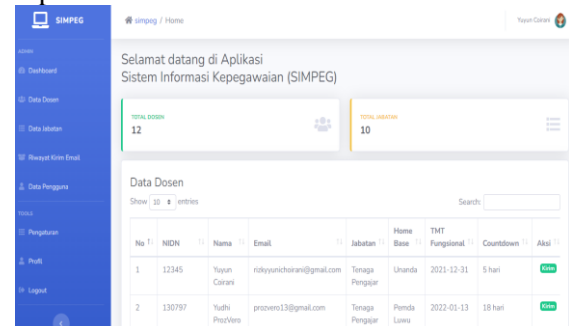 SIMPEG
simpeg / Home
Yuyun Coirani
ADMIN
Dashboard
Data Dosen
Data Jabatan
Riwayat Kirim Email
Data Pengguna
TOOLS
Pengaturan
Profil
Logout
Selamat datang di Aplikasi
Sistem Informasi Kepegawaian (SIMPEG)
TOTAL DOSEN
12
TOTAL JABATAN
10
Data Dosen
Show 10 entries
Search:
No NIDN Nama Email Jabatan Home Base TMT Fungsional Countdown Aksi
1 12345 Yuyun Coirani rizkyyunichoirani@gmail.com Tenaga Pengajar Unanda 2021-12-31 5 hari Kirim
2 130797 Yudhi ProzVero prozvero13@gmail.com Tenaga Pengajar Pemda Luwu 2022-01-13 18 hari Kirim